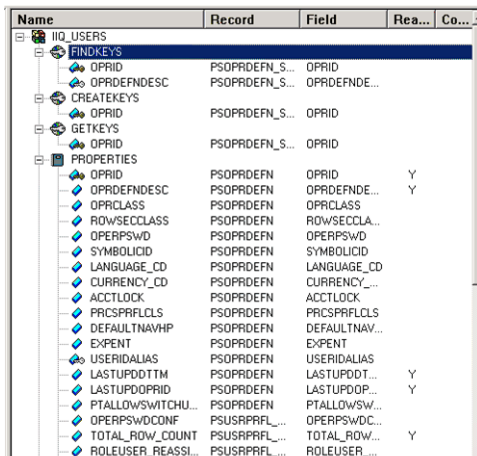 Name Record Field Rea... Co...
IIQ_USERS
FINDKEYS
OPRID PSOPRDEFN_S... OPRID
OPRDEFNDESC PSOPRDEFN_S... OPRDEFNDE...
CREATEKEYS
OPRID PSOPRDEFN_S... OPRID
GETKEYS
OPRID PSOPRDEFN_S... OPRID
PROPERTIES
OPRID PSOPRDEFN OPRID Y
OPRDEFNDESC PSOPRDEFN OPRDEFNDE... Y
OPRCLASS PSOPRDEFN OPRCLASS
ROWSECCLASS PSOPRDEFN ROWSECCLA...
OPERPSWD PSOPRDEFN OPERPSWD
SYMBOLICID PSOPRDEFN SYMBOLICID
LANGUAGE_CD PSOPRDEFN LANGUAGE_CD
CURRENCY_CD PSOPRDEFN CURRENCY_...
ACCTLOCK PSOPRDEFN ACCTLOCK
PRCSPRFLCLS PSOPRDEFN PRCSPRFLCLS
DEFAULTNAVHP PSOPRDEFN DEFAULTNAV...
EXPENT PSOPRDEFN EXPENT
USERIDALIAS PSOPRDEFN USERIDALIAS
LASTUPDDTTM PSOPRDEFN LASTUPDDT... Y
LASTUPDOPRID PSOPRDEFN LASTUPDOP... Y
PTALLOWSWITCHU... PSOPRDEFN PTALLOWSW...
OPERPSWDCONF PSUSRPRFL_... OPERPSWDC...
TOTAL_ROW_COUNT PSUSRPRFL_... TOTAL_ROW... Y
ROLEUSER_REASSI... PSUSRPRFL_... ROLEUSER_...